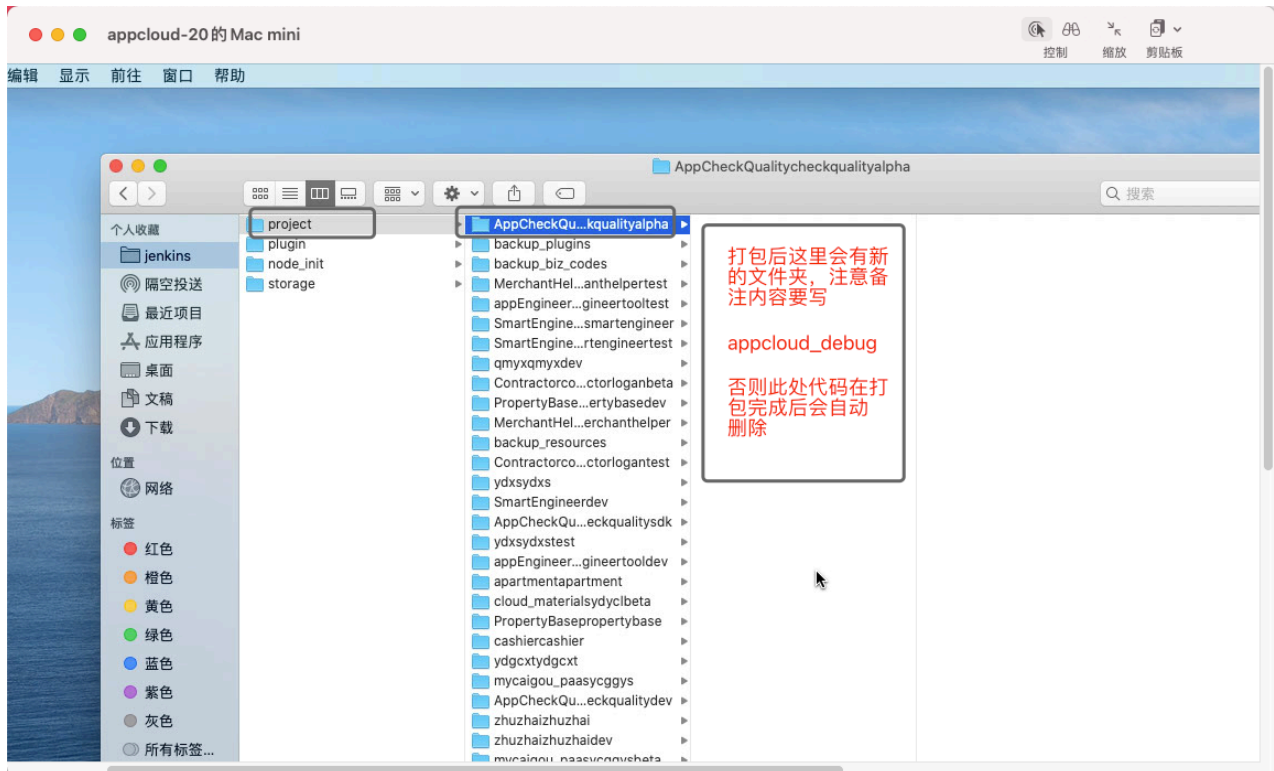 appcloud-20的 Mac mini
控制
缩放
剪贴板
编辑 显示 前往 窗口 帮助
AppCheckQualitycheckqualityalpha
搜索
个人收藏
jenkins
隔空投送
最近项目
应用程序
桌面
文稿
下载
位置
网络
标签
红色
橙色
黄色
绿色
蓝色
紫色
灰色
所有标签...
project
plugin
node_init
storage
AppCheckQu...kqualityalpha
backup_plugins
backup_biz_codes
MerchantHel...anthelpertest
appEngineer...gineertooltest
SmartEngine...smartengineer
SmartEngine...rtengineertest
qmyxqmyxdev
Contractorco...ctorloganbeta
PropertyBase...ertybasedev
MerchantHel...erchanthelper
backup_resources
Contractorco...ctorlogantest
ydxsydxs
SmartEngineerdev
AppCheckQu...eckqualitysdk
ydxsydxstest
appEngineer...gineertooldev
apartmentapartment
cloud_materialsydyclbeta
PropertyBasepropertybase
cashiercashier
ydgcxtydgcxt
mycaigou_paasycggys
AppCheckQu...eckqualitydev
zhuzhaizhuzhai
zhuzhaizhuzhaidev
mycaigou_paasycggysbeta
打包后这里会有新
的文件夹，注意备
注内容要写
appcloud_debug
否则此处代码在打
包完成后会自动
删除